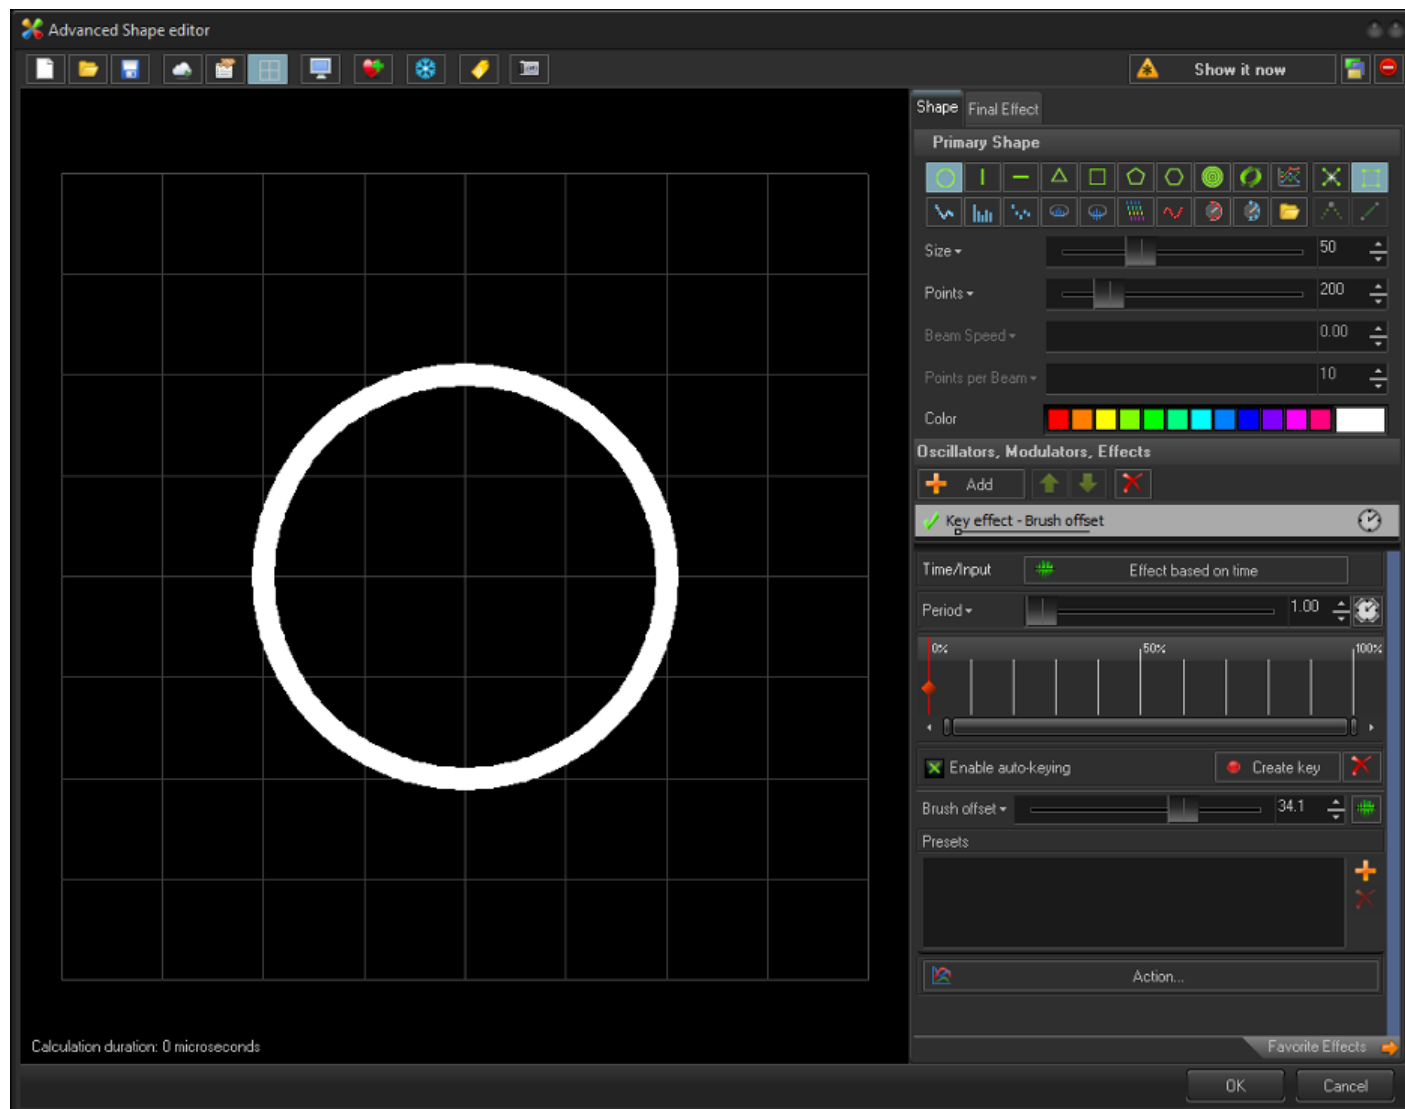 Advanced Shape editor
Show it now
Shape Final Effect
Primary Shape
Size 50
Points 200
Beam Speed 0.00
Points per Beam 10
Color
Oscillators, Modulators, Effects
Add
Key effect - Brush offset
Time/Input Effect based on time
Period 1.00
0% 50% 100%
Enable auto-keying Create key
Brush offset 34.1
Presets
Action...
Calculation duration: 0 microseconds
Favorite Effects
OK Cancel